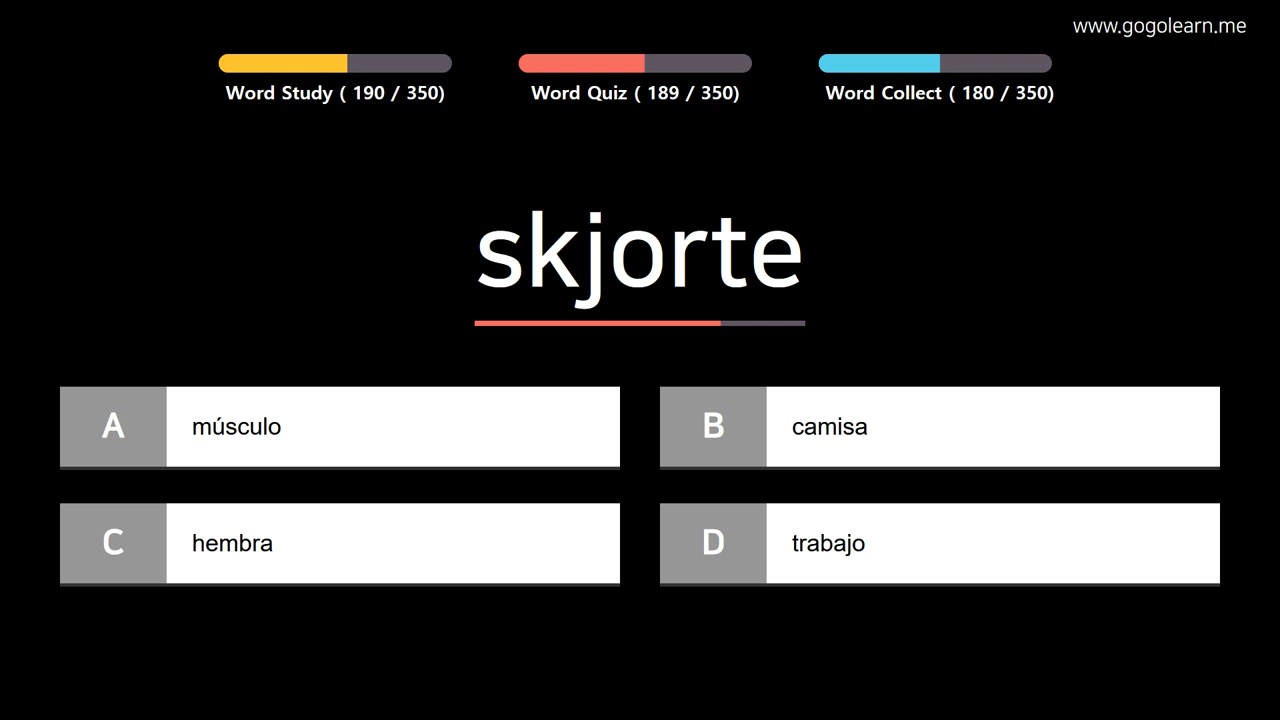 www.gogolearn.me
Word Study ( 190 / 350)
Word Quiz ( 189 / 350)
Word Collect ( 180 / 350)
skjorte
A músculo
B camisa
C hembra
D trabajo